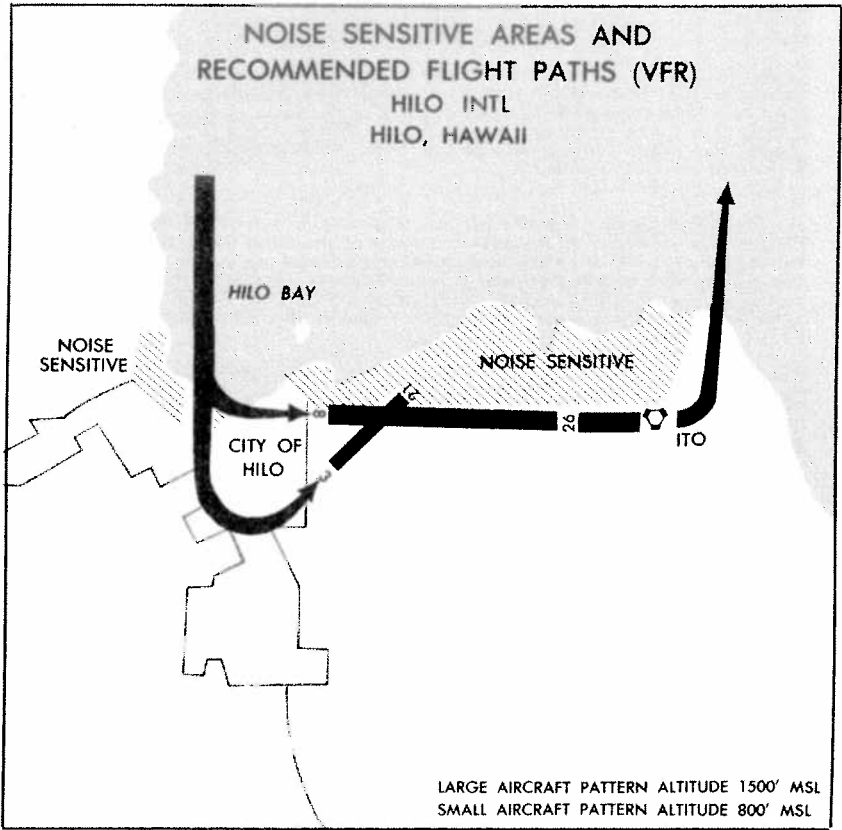 NOISE SENSITIVE AREAS AND
RECOMMENDED FLIGHT PATHS (VFR)
HILO INTL
HILO, HAWAII
HILO BAY
NOISE
SENSITIVE
NOISE SENSITIVE
21
8
26
CITY OF
HILO
ITO
3
LARGE AIRCRAFT PATTERN ALTITUDE 1500' MSL
SMALL AIRCRAFT PATTERN ALTITUDE 800' MSL